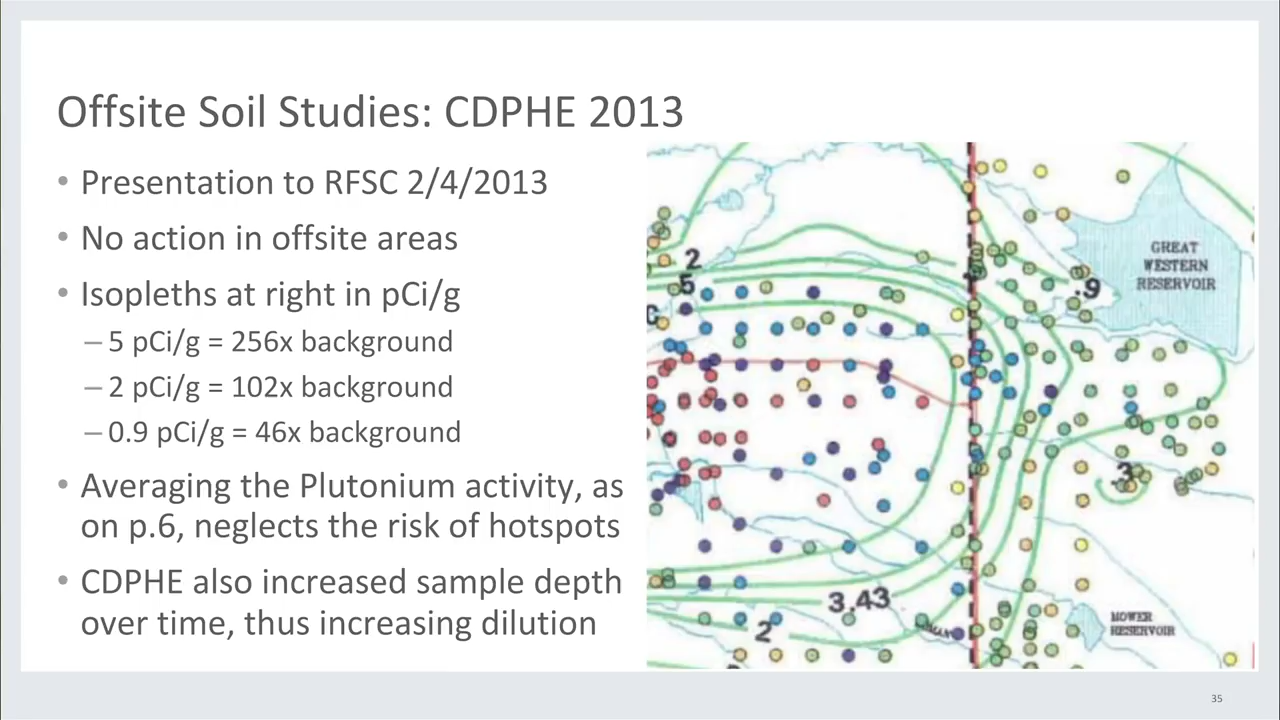 Offsite Soil Studies: CDPHE 2013
• Presentation to RFSC 2/4/2013
• No action in offsite areas
• Isopleths at right in pCi/g
– 5 pCi/g = 256x background
– 2 pCi/g = 102x background
– 0.9 pCi/g = 46x background
• Averaging the Plutonium activity, as
on p.6, neglects the risk of hotspots
• CDPHE also increased sample depth
over time, thus increasing dilution
2
5
GREAT
WESTERN
RESERVOIR
.9
.3
3.43
2
MOWER
RESERVOIR
35